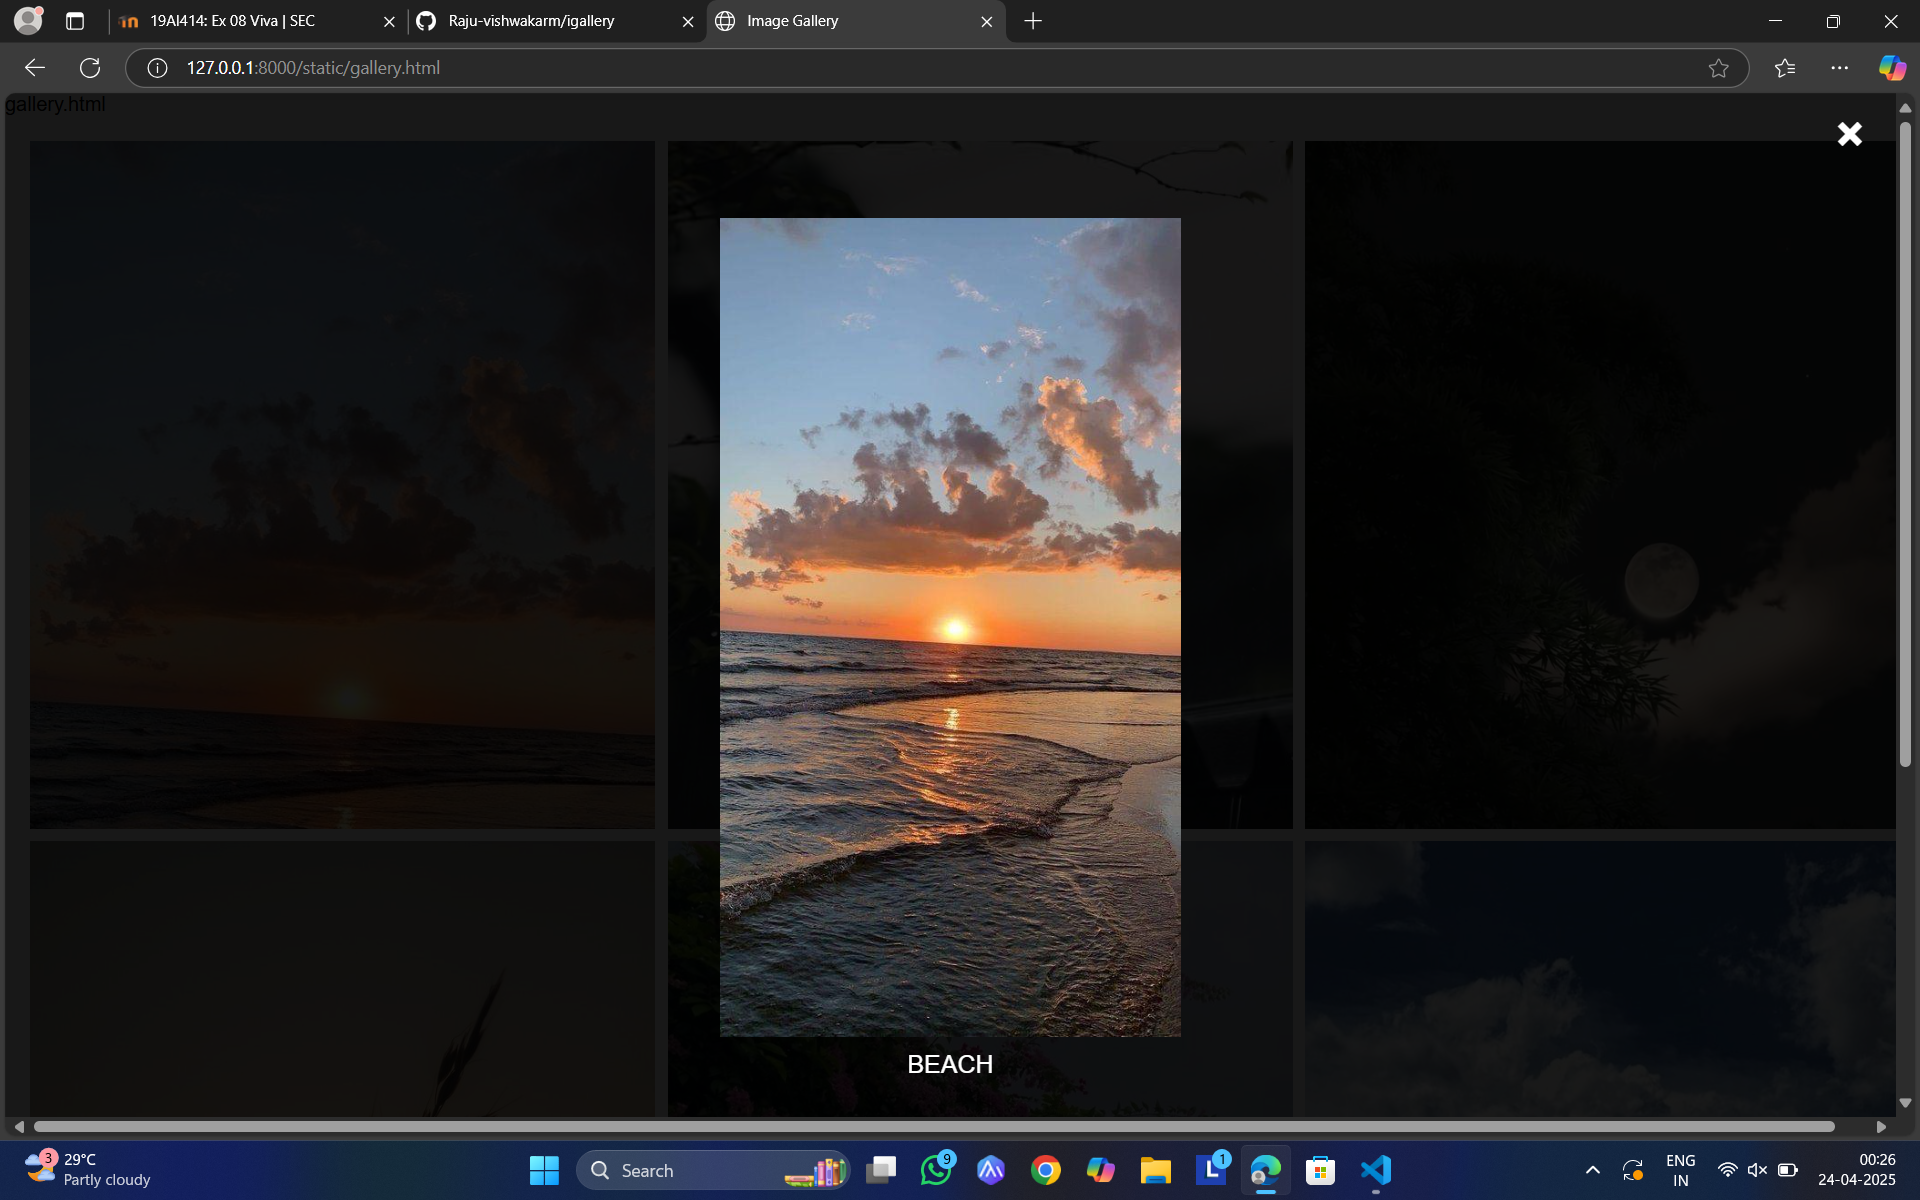 19AI414: Ex 08 Viva | SEC
Raju-vishwakarm/igallery
Image Gallery
127.0.0.1:8000/static/gallery.html
gallery.html
BEACH
3
29°C
Partly cloudy
Search
9
L
1
ENG
IN
00:26
24-04-2025